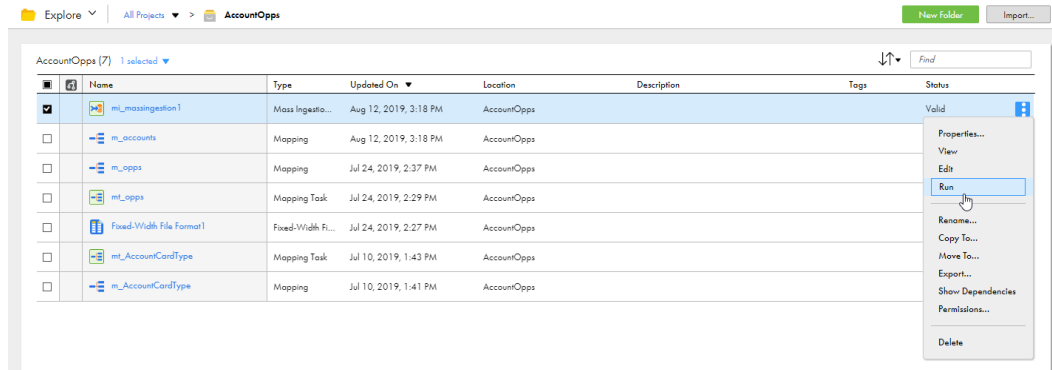 Explore All Projects > AccountOpps New Folder Import...
AccountOpps (7) 1 selected Find
Name Type Updated On Location Description Tags Status
mi_massingestion1 Mass Ingestio... Aug 12, 2019, 3:18 PM AccountOpps Valid
m_accounts Mapping Aug 12, 2019, 3:18 PM AccountOpps
m_opps Mapping Jul 24, 2019, 2:37 PM AccountOpps
mt_opps Mapping Task Jul 24, 2019, 2:29 PM AccountOpps
Fixed-Width File Format1 Fixed-Width Fi... Jul 24, 2019, 2:27 PM AccountOpps
mt_AccountCardType Mapping Task Jul 10, 2019, 1:43 PM AccountOpps
m_AccountCardType Mapping Jul 10, 2019, 1:41 PM AccountOpps
Properties...
View
Edit
Run
Rename...
Copy To...
Move To...
Export...
Show Dependencies
Permissions...
Delete